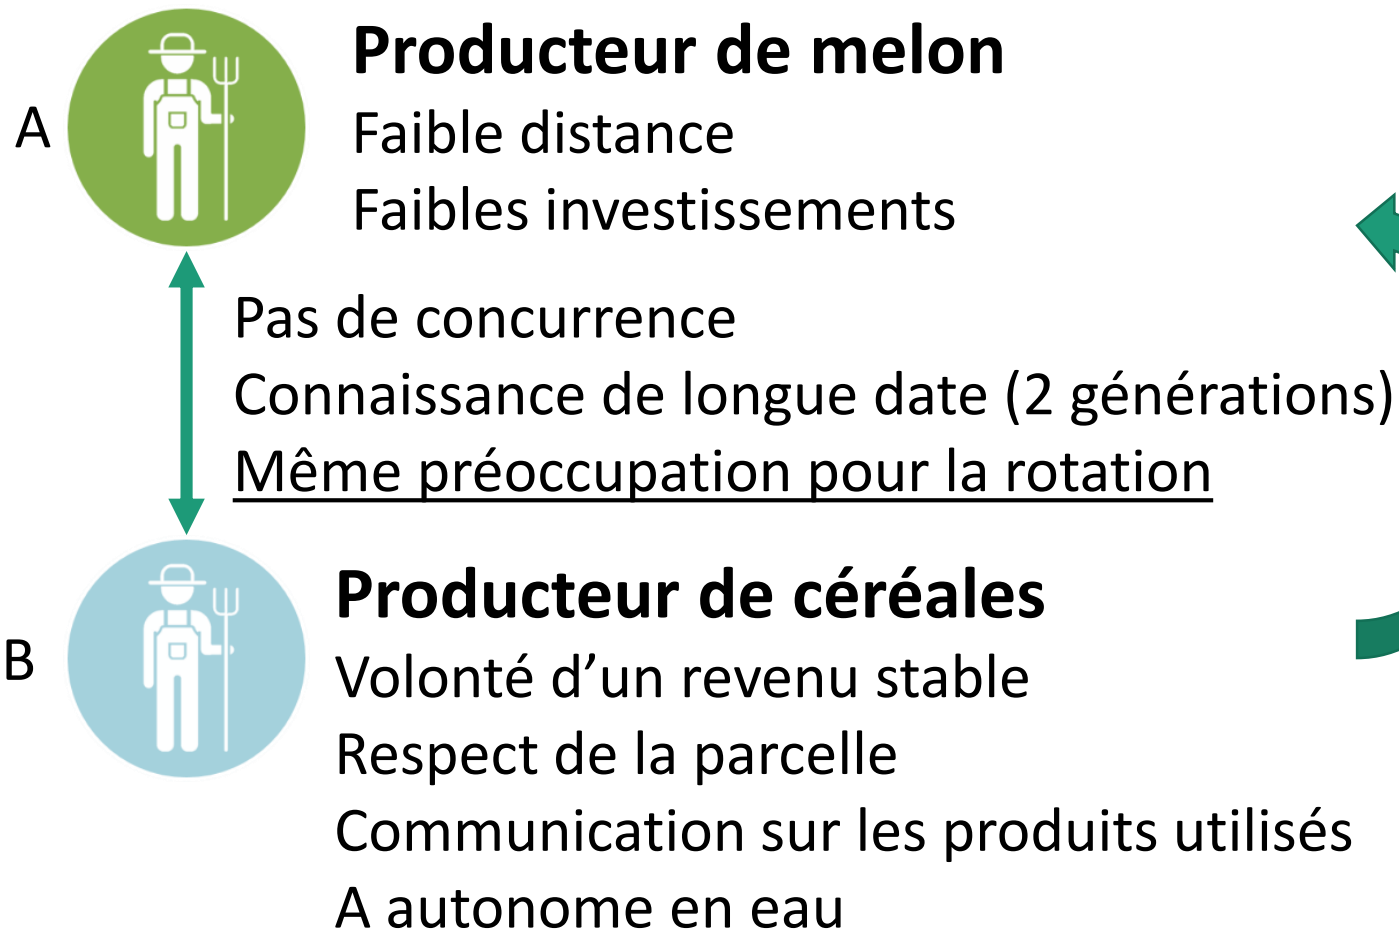 A
Producteur de melon
Faible distance
Faibles investissements
Pas de concurrence
Connaissance de longue date (2 générations)
Même préoccupation pour la rotation
B
Producteur de céréales
Volonté d’un revenu stable
Respect de la parcelle
Communication sur les produits utilisés
A autonome en eau